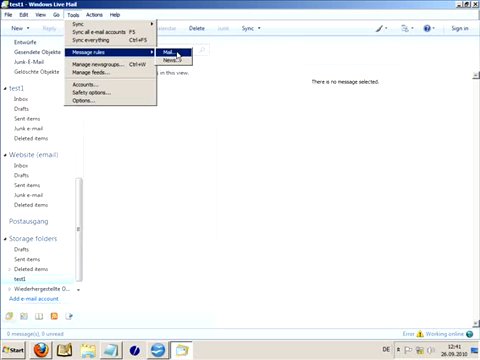 test1 - Windows Live Mail
File Edit View Go Tools Actions Help
New Delete Sync Sign in
Sync
Sync all e-mail accounts F5
Sync everything Ctrl+F5
Message rules
Mail...
News...
Manage newsgroups... Ctrl+W
Manage feeds...
Accounts...
Safety options...
Options...
in this view.
There is no message selected.
Entwürfe
Gesendete Objekte
Junk-E-Mail
Gelöschte Objekte
test1
Inbox
Drafts
Sent items
Junk e-mail
Deleted items
Website (email)
Inbox
Drafts
Sent items
Junk e-mail
Deleted items
Postausgang
Storage folders
Drafts
Sent items
Deleted items
test1
Wiederhergestellte O...
Add e-mail account
0 message(s), 0 unread
Error Working online
Start
DE
12:41
26.09.2010